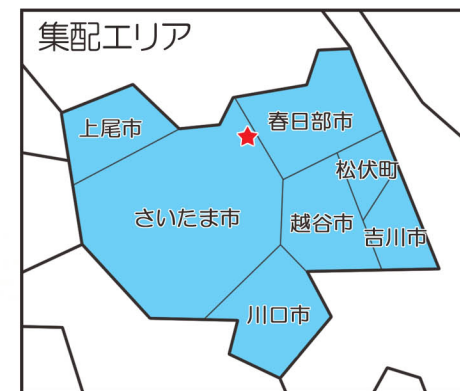 集配エリア
上尾市
春日部市
松伏町
さいたま市
越谷市
吉川市
川口市